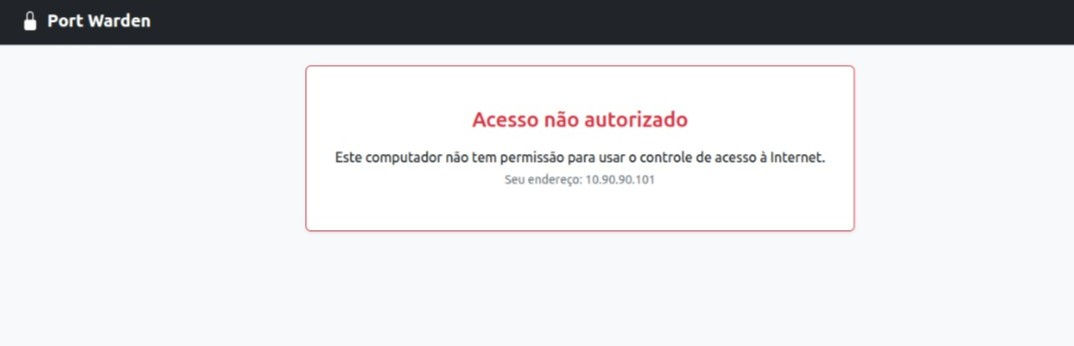 Port Warden
Acesso não autorizado
Este computador não tem permissão para usar o controle de acesso à Internet.
Seu endereço: 10.90.90.101